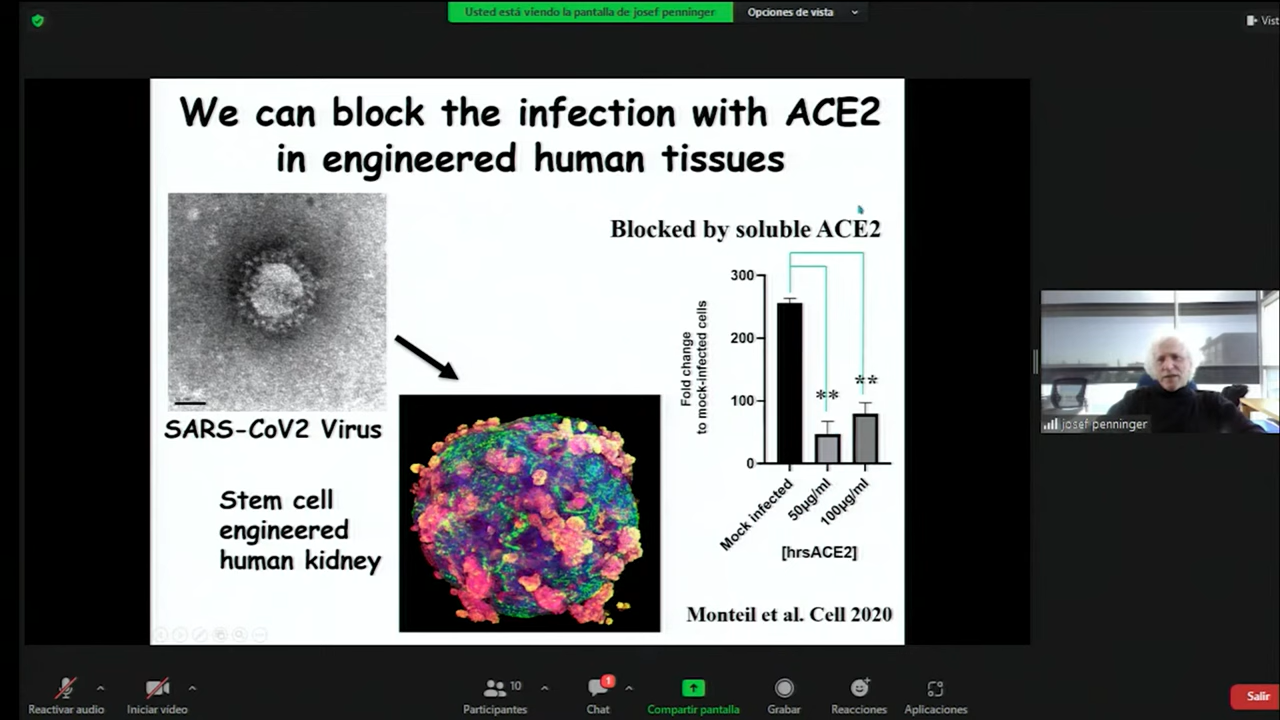 Usted está viendo la pantalla de josef penninger
Opciones de vista
Vist
We can block the infection with ACE2
in engineered human tissues
Blocked by soluble ACE2
300
200
100
0
Fold change
to mock-infected cells
**
**
Mock infected
50µg/ml
100µg/ml
[hrsACE2]
SARS-CoV2 Virus
Stem cell
engineered
human kidney
Monteil et al. Cell 2020
josef penninger
Reactivar audio
Iniciar vídeo
10
Participantes
1
Chat
Compartir pantalla
Grabar
Reacciones
Aplicaciones
Salir